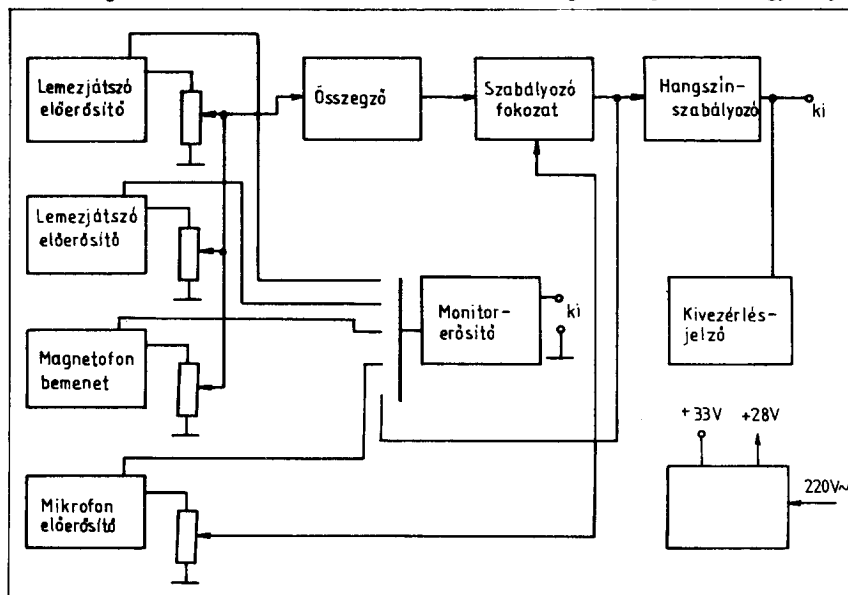 Lemezjátszó
előerősítő
Összegző
Szabályozó
fokozat
Hangszín-
szabályozó
ki
Lemezjátszó
előerősítő
Monitor-
erősítő
ki
Kivezérlés-
jelző
Magnetofon
bemenet
+33V
+28V
220V~
Mikrofon
előerősítő